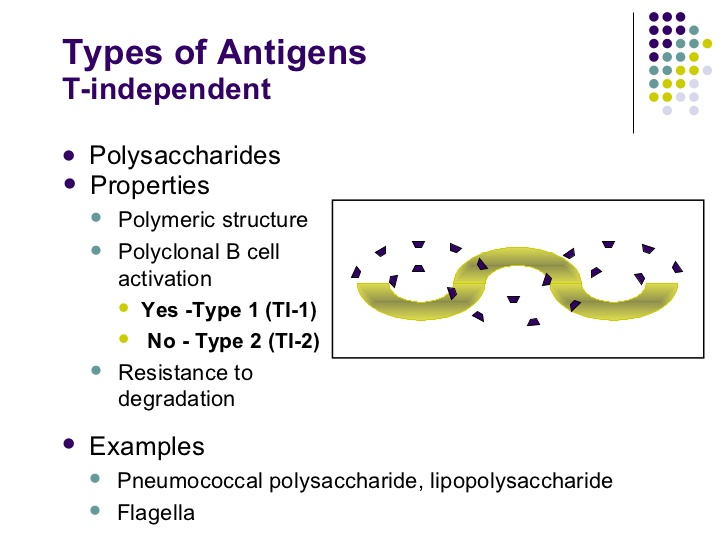 Types of Antigens
T-independent
Polysaccharides
Properties
Polymeric structure
Polyclonal B cell
activation
Yes -Type 1 (TI-1)
No - Type 2 (TI-2)
Resistance to
degradation
Examples
Pneumococcal polysaccharide, lipopolysaccharide
Flagella